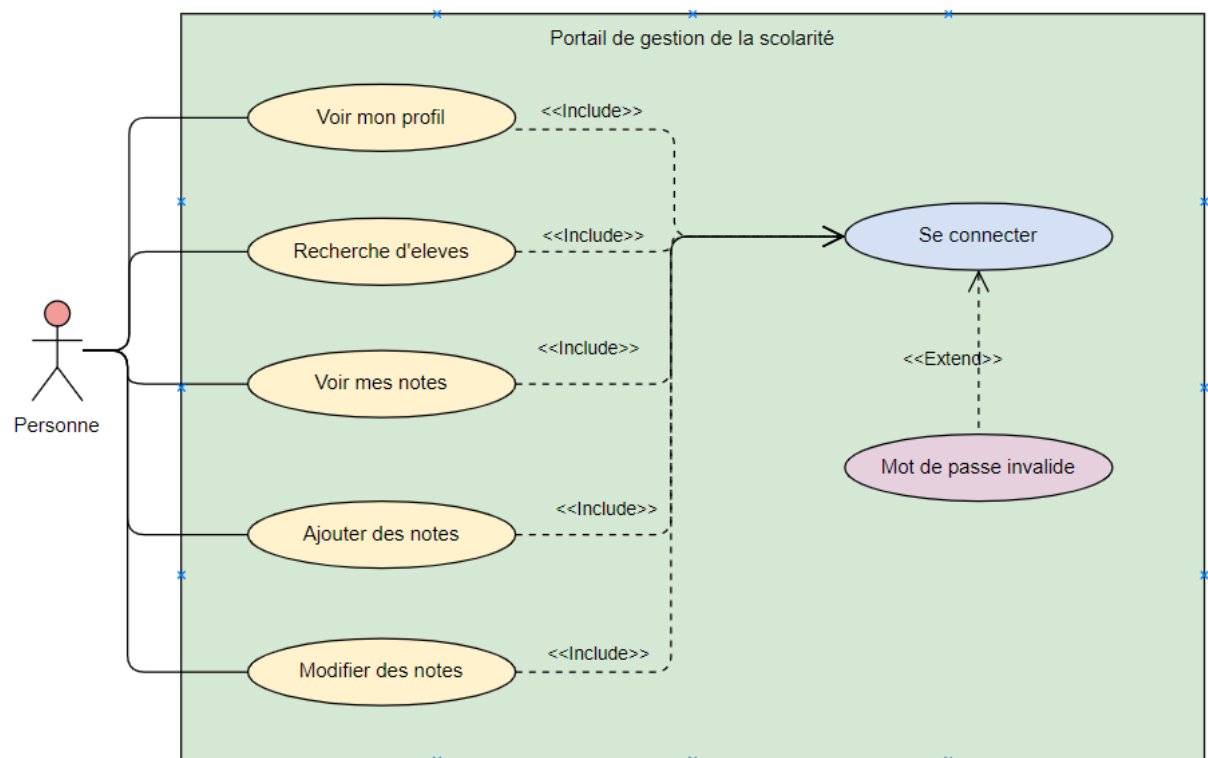 Portail de gestion de la scolarité
Voir mon profil
<<Include>>
Recherche d'eleves
<<Include>>
Se connecter
Voir mes notes
<<Include>>
<<Extend>>
Personne
Mot de passe invalide
Ajouter des notes
<<Include>>
Modifier des notes
<<Include>>